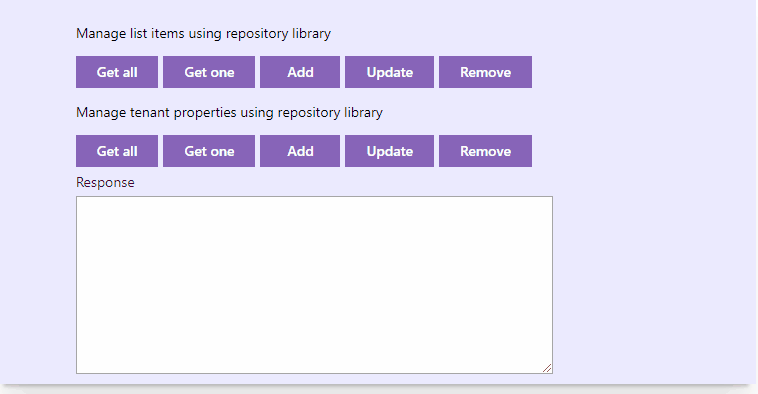 Manage list items using repository library
Get all Get one Add Update Remove
Manage tenant properties using repository library
Get all Get one Add Update Remove
Response